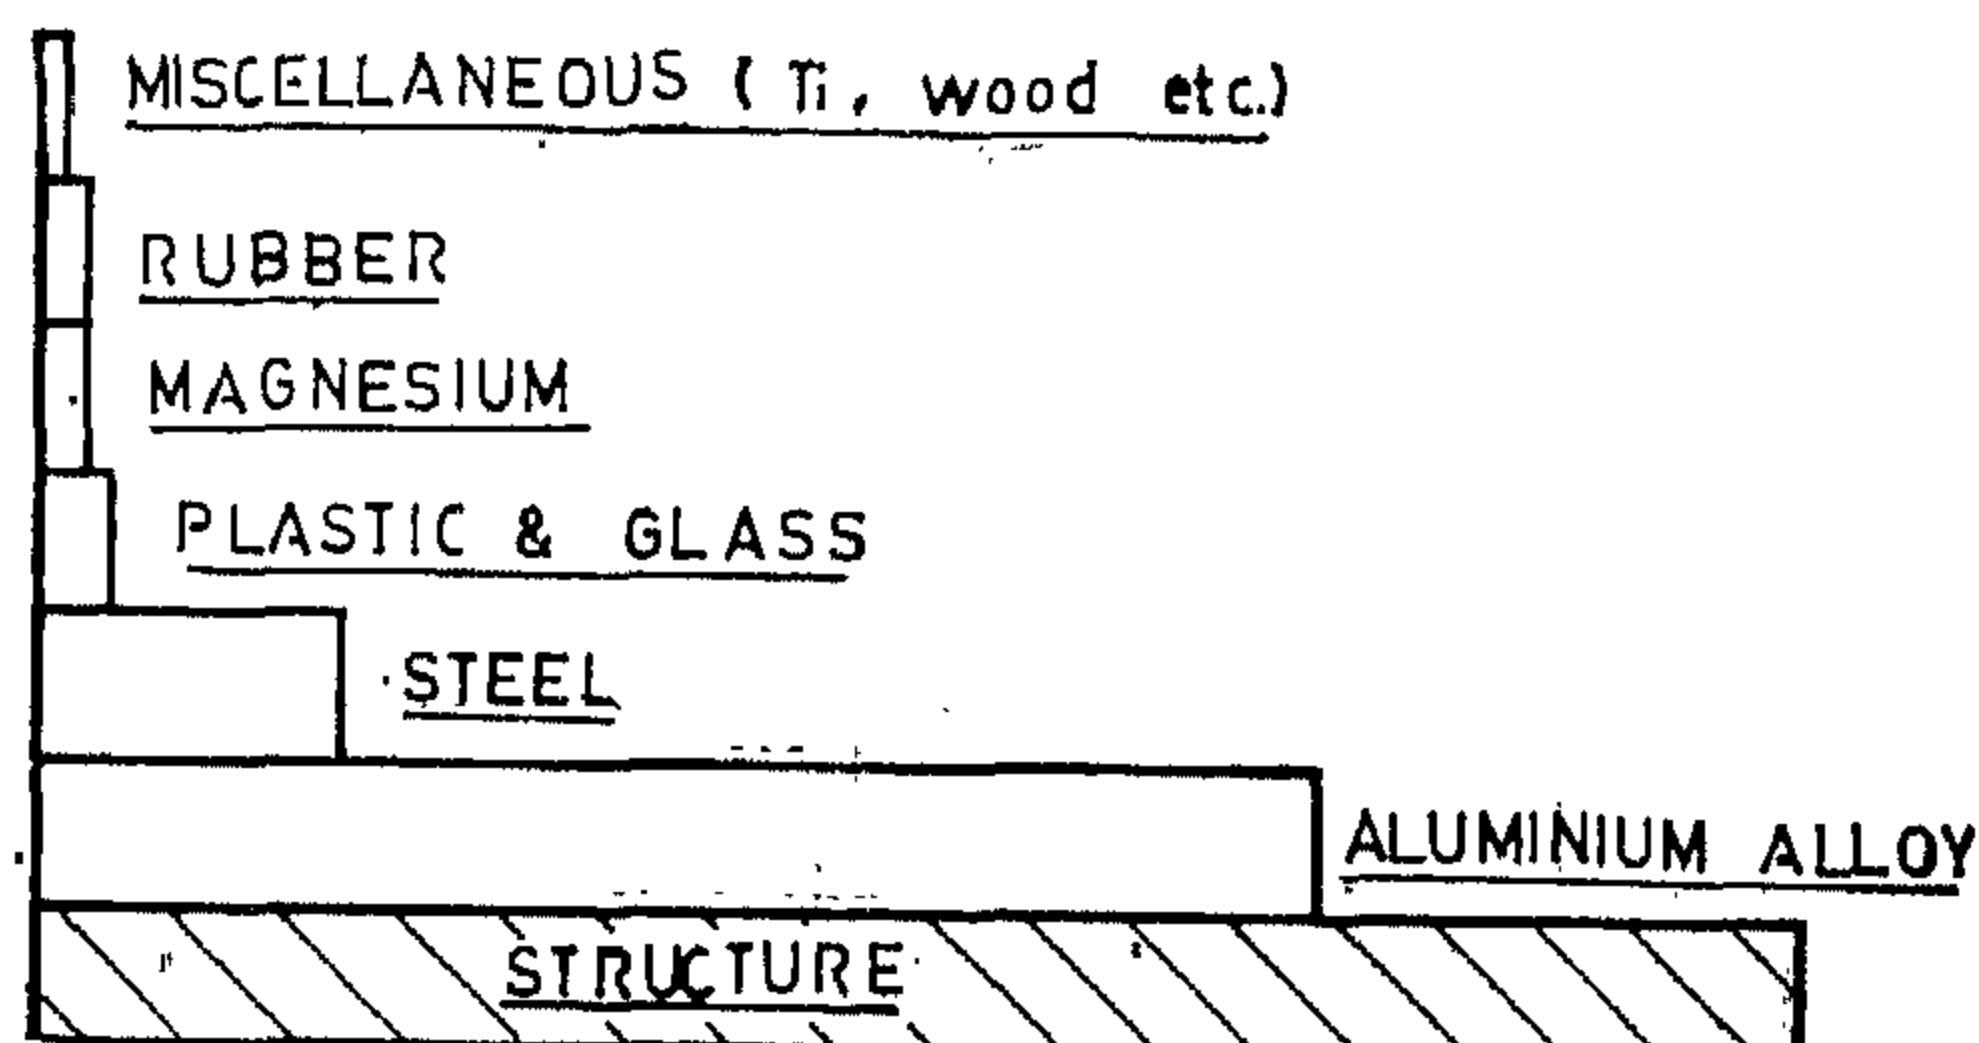 MISCELLANEOUS (Ti, wood etc.)
RUBBER
MAGNESIUM
PLASTIC & GLASS
STEEL
ALUMINIUM ALLOY
STRUCTURE